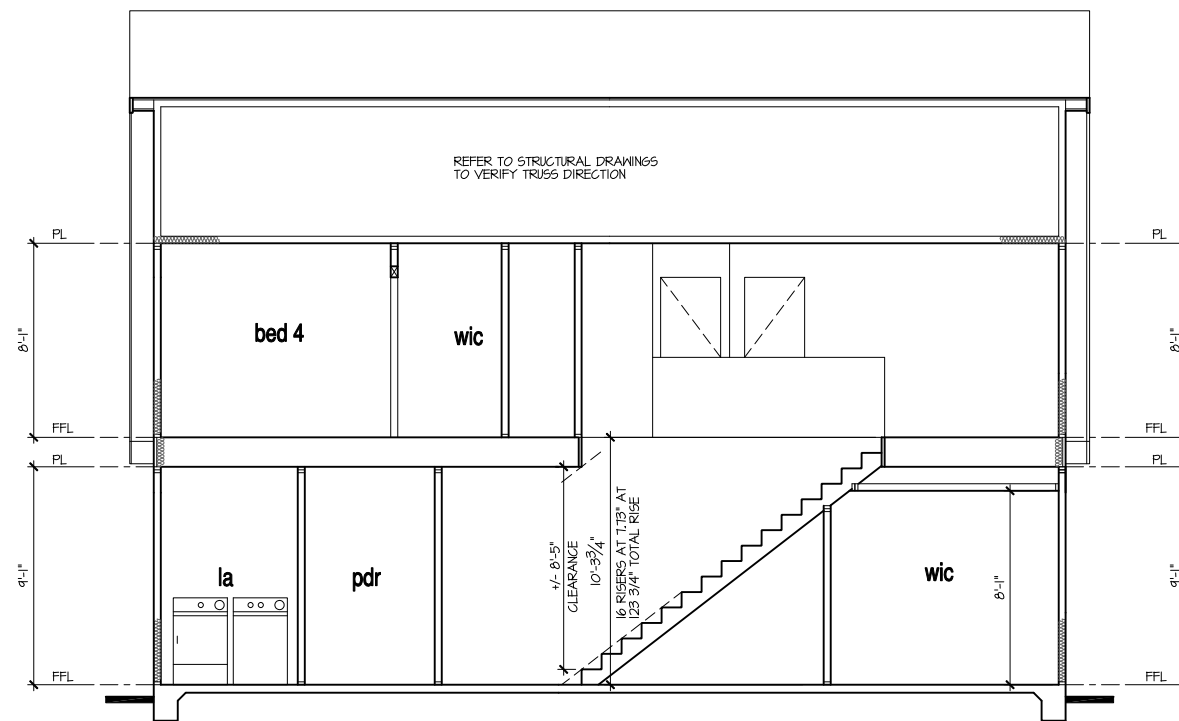 REFER TO STRUCTURAL DRAWINGS
TO VERIFY TRUSS DIRECTION
PL
PL
8'-1"
bed 4
wic
8'-1"
FFL
FFL
PL
PL
9'-1"
la
pdr
+/- 8'-5"
CLEARANCE
10'-3 3/4"
16 RISERS AT 7.73" AT
123 3/4" TOTAL RISE
wic
8'-1"
9'-1"
FFL
FFL